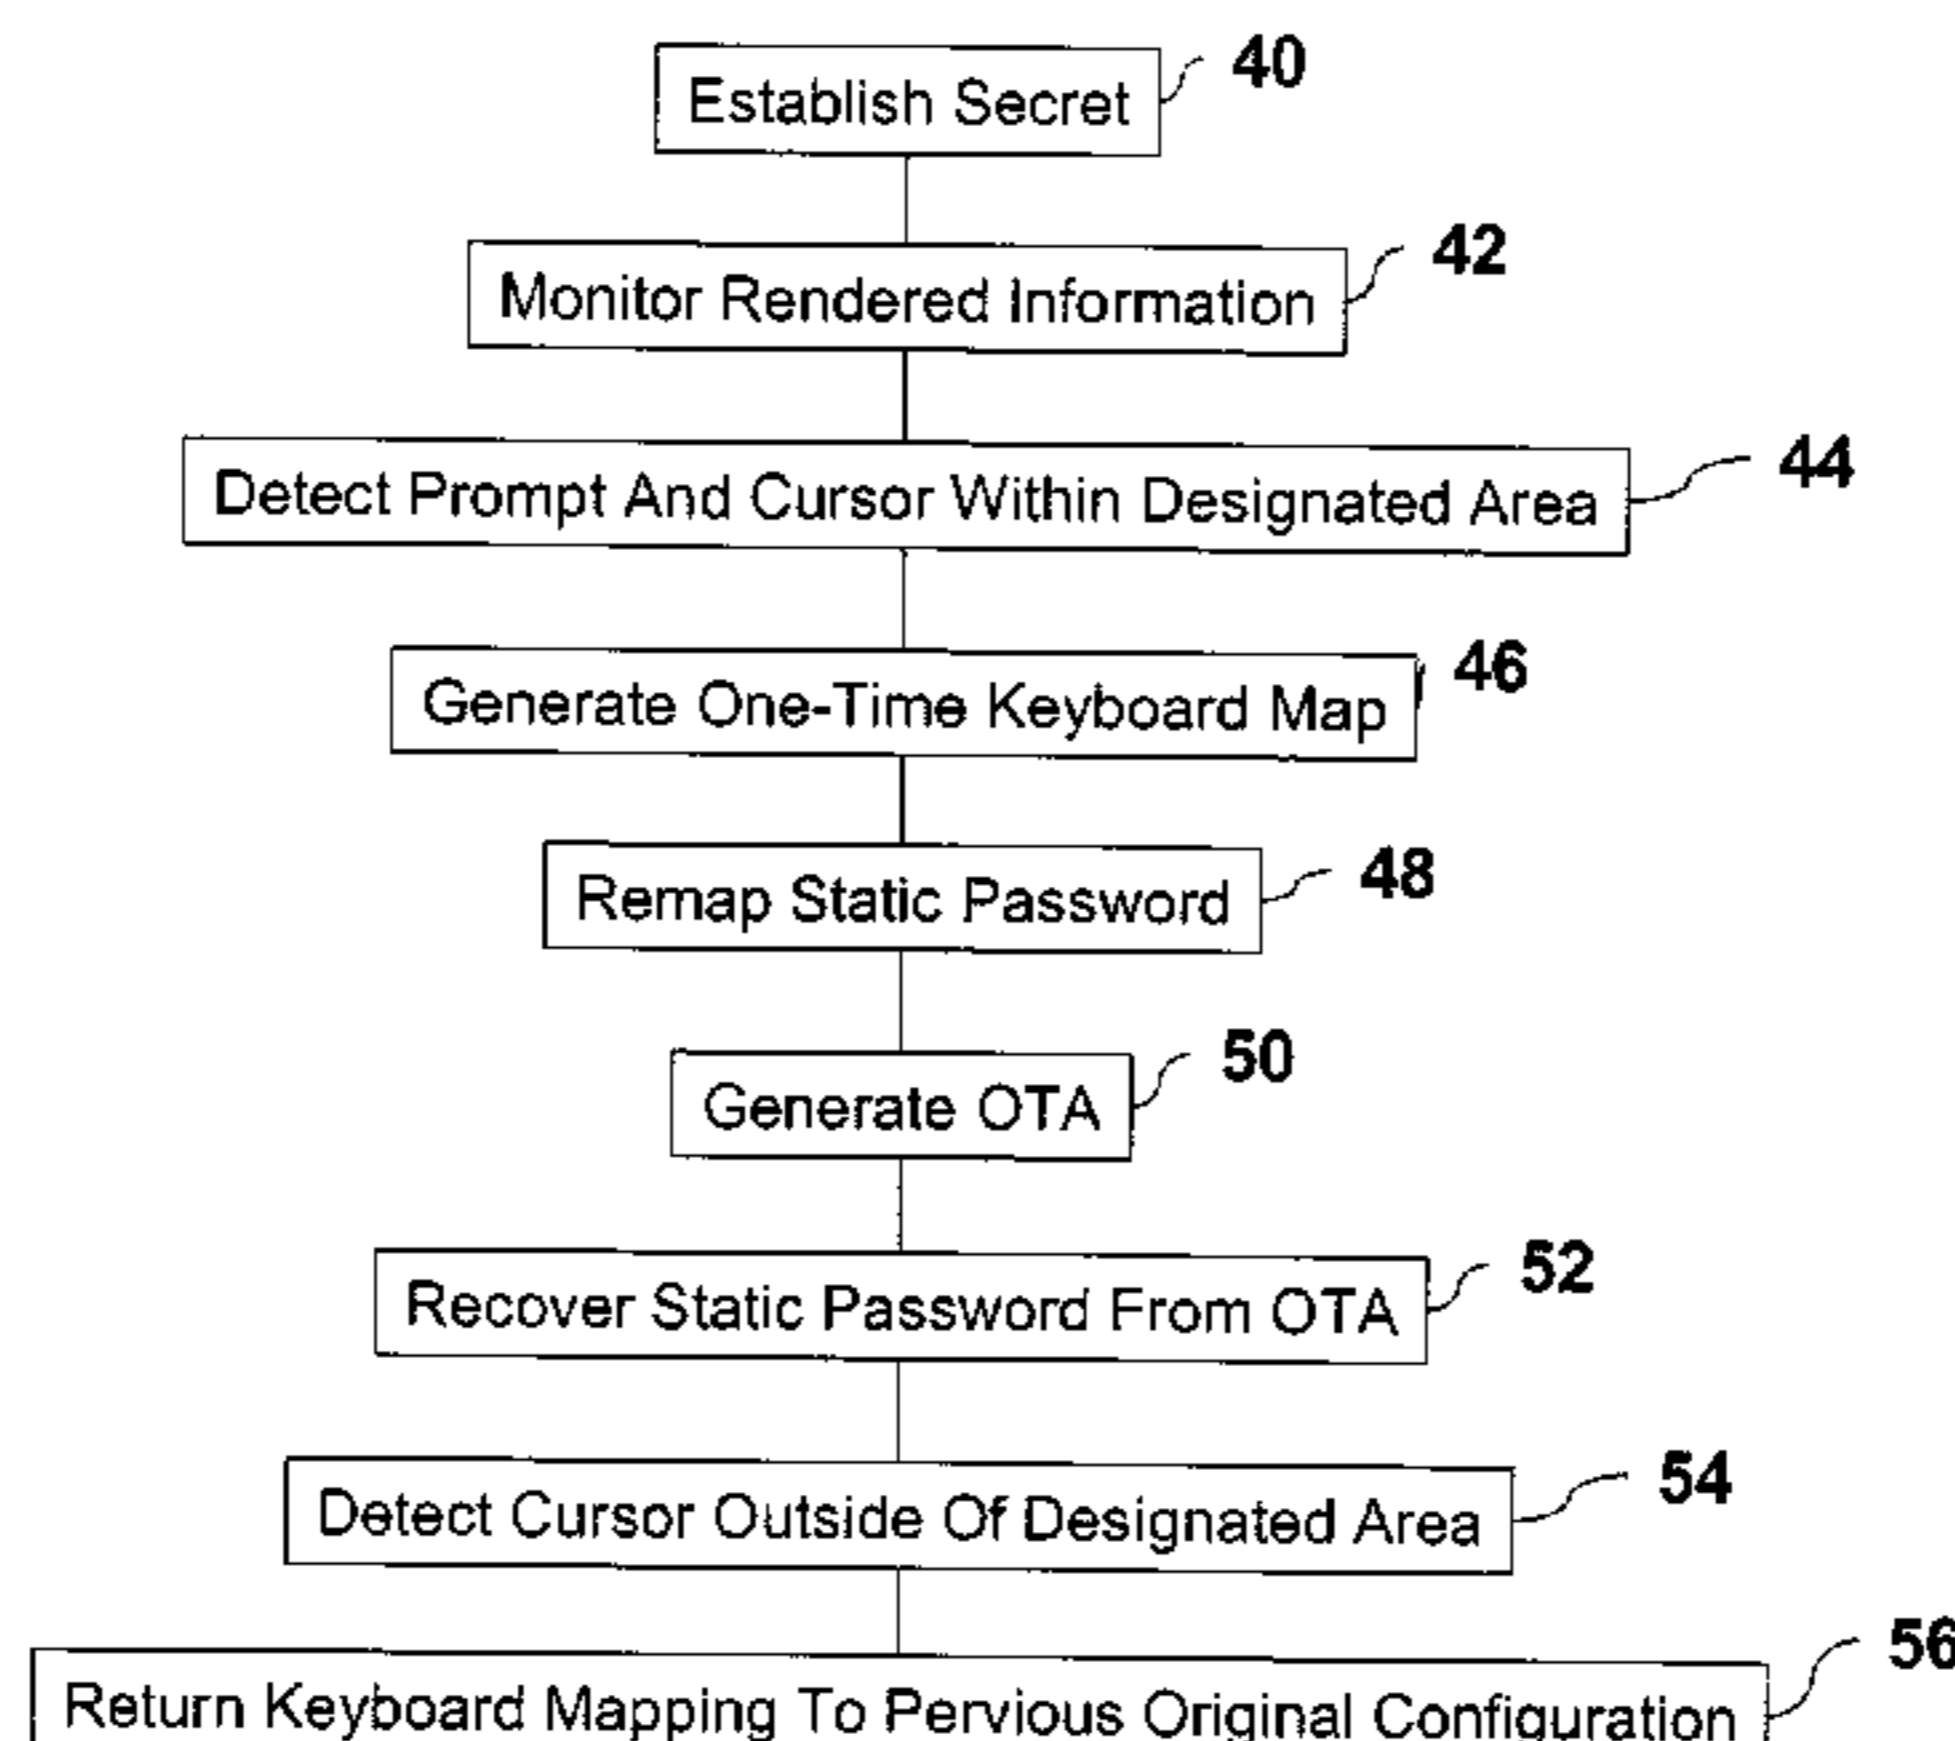 Establish Secret
40
Monitor Rendered Information
42
Detect Prompt And Cursor Within Designated Area
44
Generate One-Time Keyboard Map
46
Remap Static Password
48
Generate OTA
50
Recover Static Password From OTA
52
Detect Cursor Outside Of Designated Area
54
Return Keyboard Mapping To Pervious Original Configuration
56